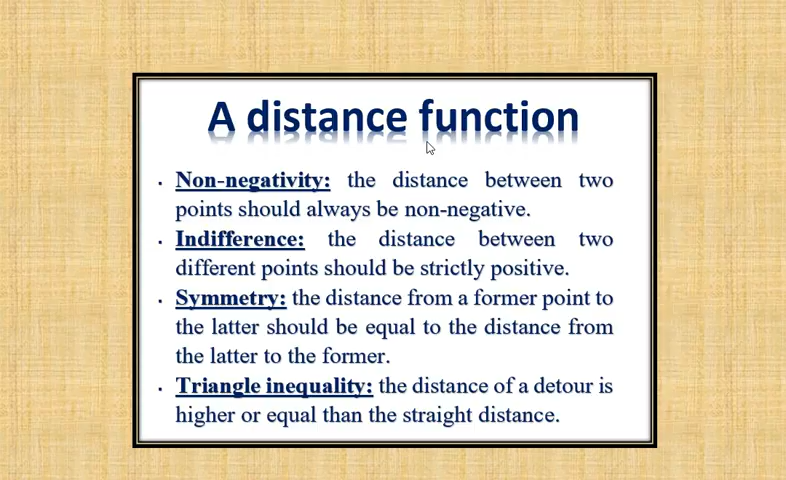 A distance function
• Non-negativity: the distance between two
points should always be non-negative.
• Indifference: the distance between two
different points should be strictly positive.
• Symmetry: the distance from a former point to
the latter should be equal to the distance from
the latter to the former.
• Triangle inequality: the distance of a detour is
higher or equal than the straight distance.